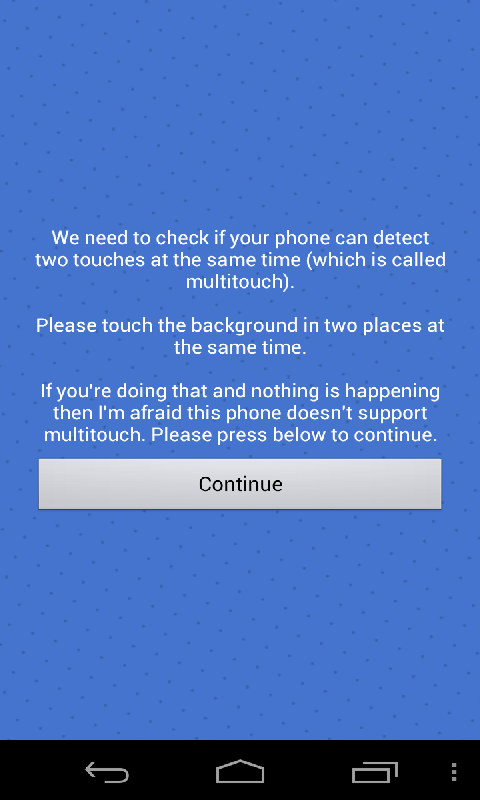 We need to check if your phone can detect
two touches at the same time (which is called
multitouch).
Please touch the background in two places at
the same time.
If you're doing that and nothing is happening
then I'm afraid this phone doesn't support
multitouch. Please press below to continue.
Continue